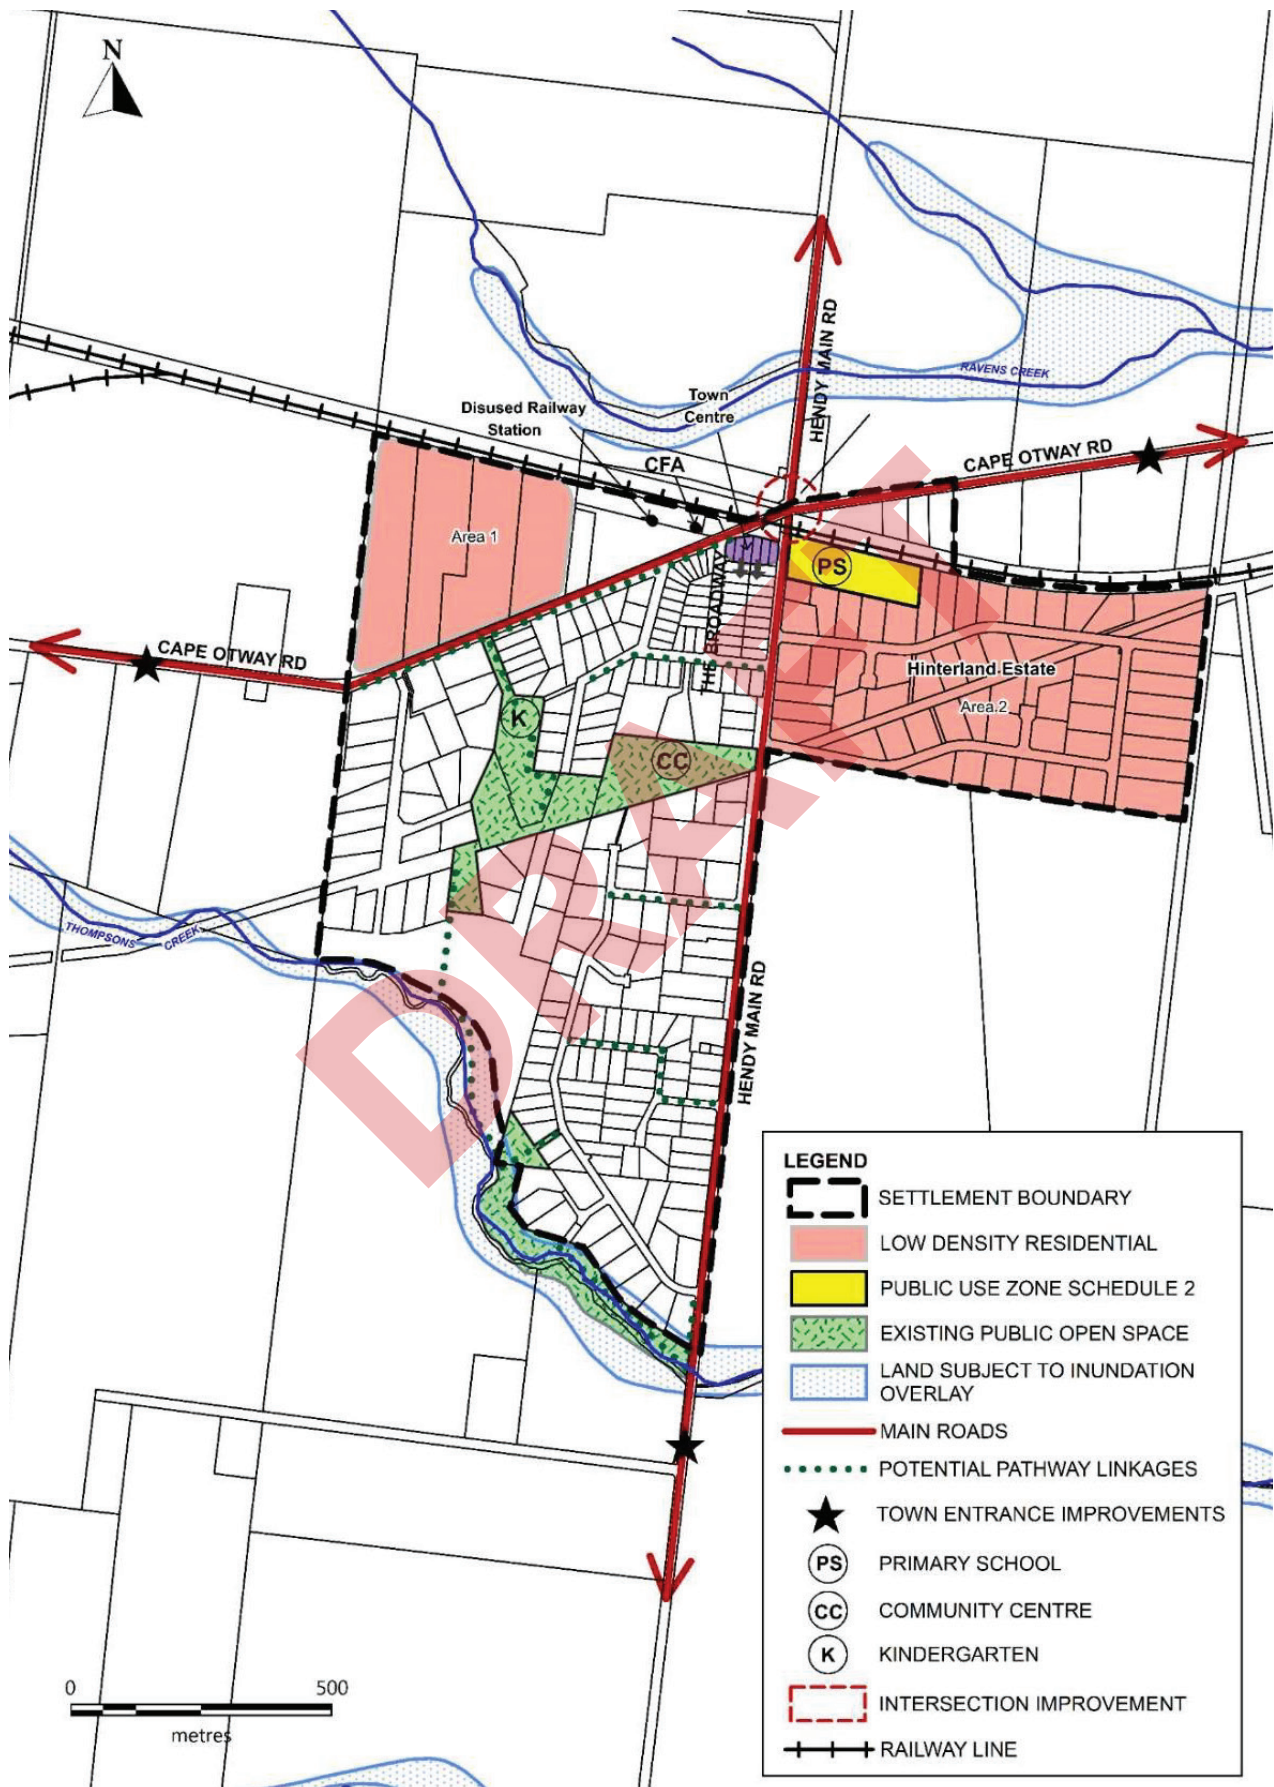 N
HENDY MAIN RD
RAVENS CREEK
Town
Centre
Disused Railway
Station
CFA
CAPE OTWAY RD
Area 1
PS
THE BROADWAY
CAPE OTWAY RD
Hinterland Estate
Area 2
K
CC
THOMPSONS CREEK
HENDY MAIN RD
DRAFT
LEGEND
SETTLEMENT BOUNDARY
LOW DENSITY RESIDENTIAL
PUBLIC USE ZONE SCHEDULE 2
EXISTING PUBLIC OPEN SPACE
LAND SUBJECT TO INUNDATION
OVERLAY
MAIN ROADS
POTENTIAL PATHWAY LINKAGES
TOWN ENTRANCE IMPROVEMENTS
PS PRIMARY SCHOOL
CC COMMUNITY CENTRE
K KINDERGARTEN
INTERSECTION IMPROVEMENT
RAILWAY LINE
0 500
metres